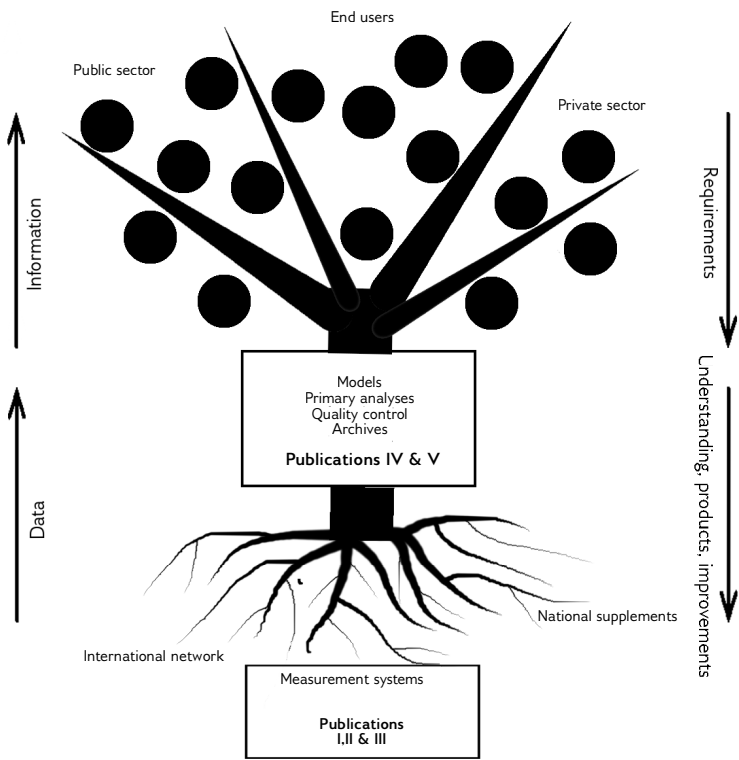 End users
Public sector
Private sector
Information
Requirements
Models
Primary analyses
Quality control
Archives
Publications IV & V
Data
Understanding, products, improvements
National supplements
International network
Measurement systems
Publications
I,II & III